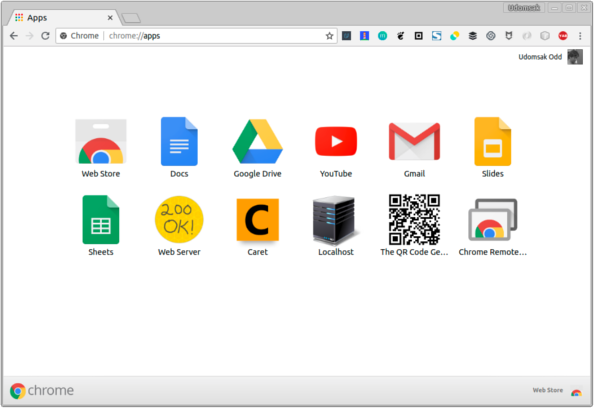 Udomsak
Apps
Chrome
chrome://apps
Udomsak Odd
Web Store
Docs
Google Drive
YouTube
Gmail
Slides
200
OK!
C
Sheets
Web Server
Caret
Localhost
The QR Code Ge...
Chrome Remote...
chrome
Web Store